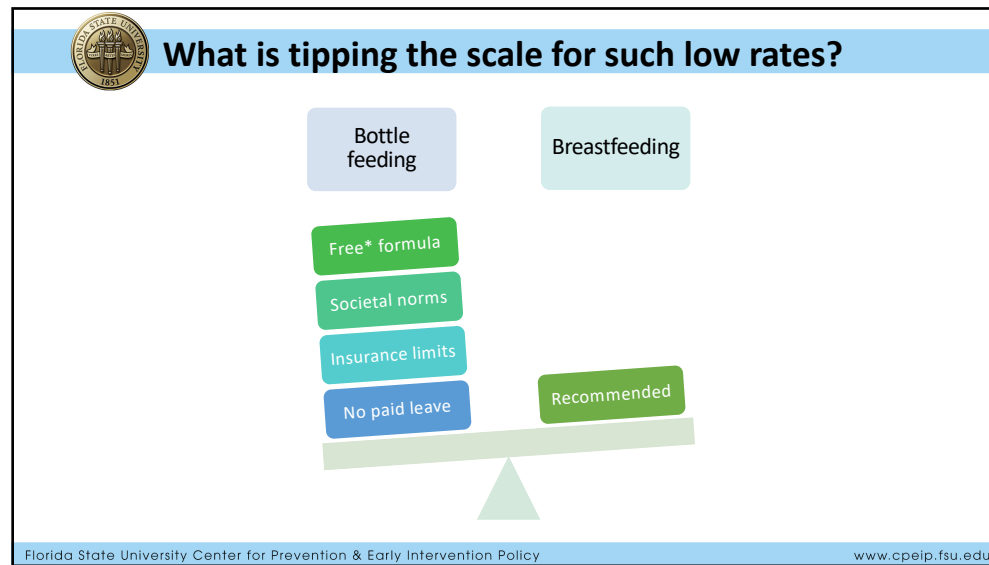 FLORIDA STATE UNIVERSITY
1851
What is tipping the scale for such low rates?
Bottle
feeding
Breastfeeding
Free* formula
Societal norms
Insurance limits
No paid leave
Recommended
Florida State University Center for Prevention & Early Intervention Policy
www.cpeip.fsu.edu